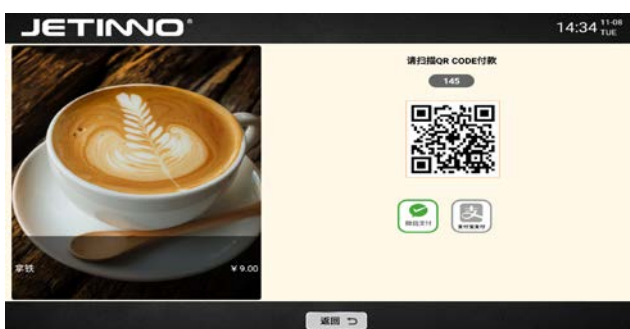 JETINNO®
14:34 11-08 TUE
请扫描QR CODE付款
145
微信支付
支付宝支付
拿铁 ¥9.00
返回